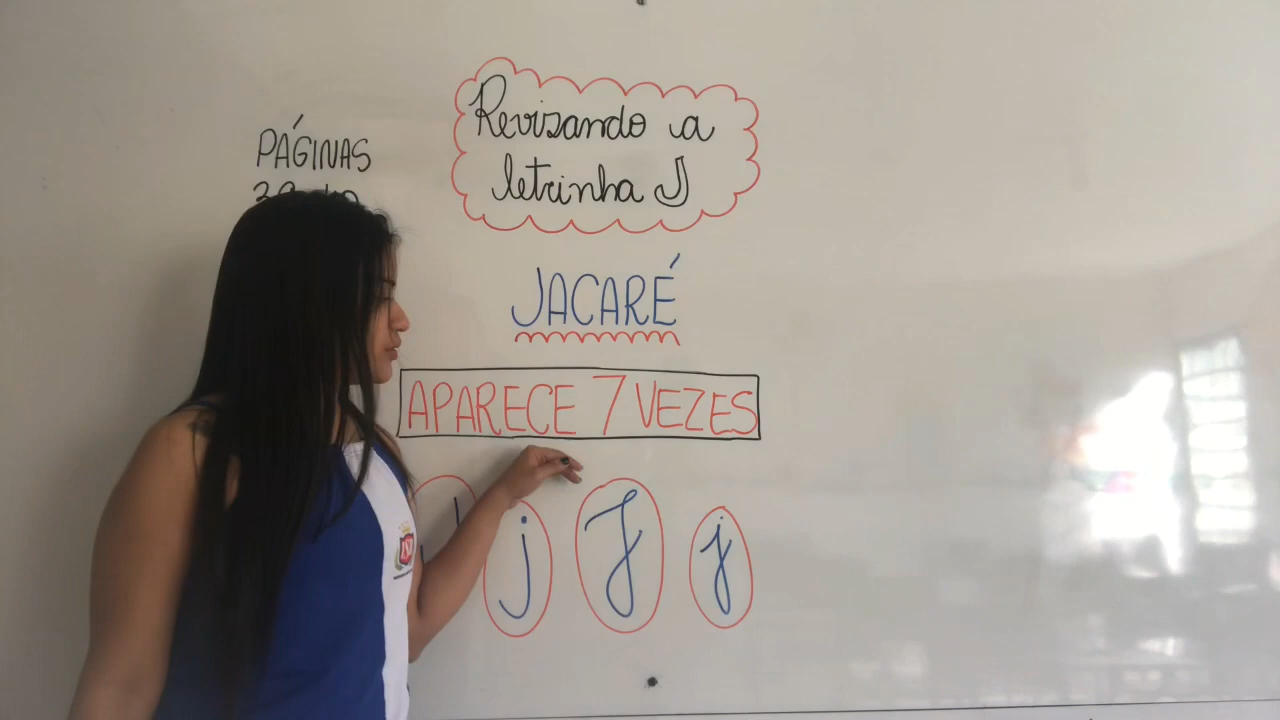 Revisando a
letrinha J
PÁGINAS
JACARÉ
APARECE 7 VEZES
j J j